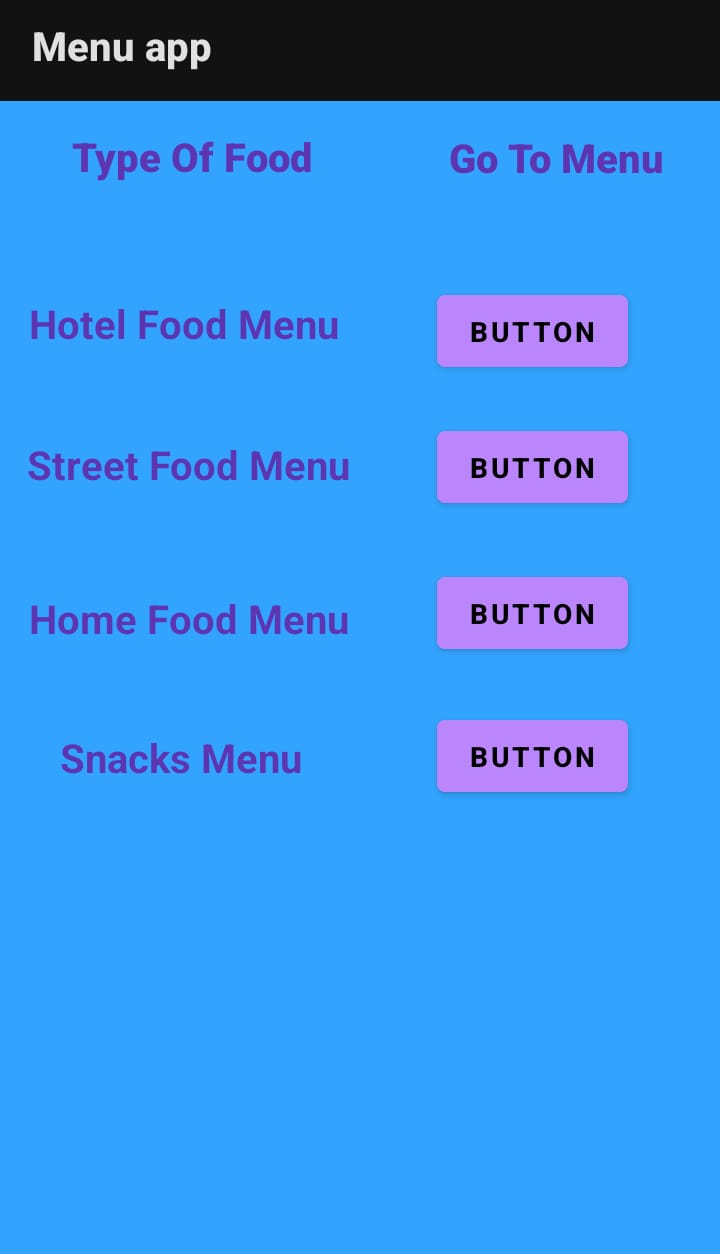 Menu app
Type Of Food Go To Menu
Hotel Food Menu BUTTON
Street Food Menu BUTTON
Home Food Menu BUTTON
Snacks Menu BUTTON